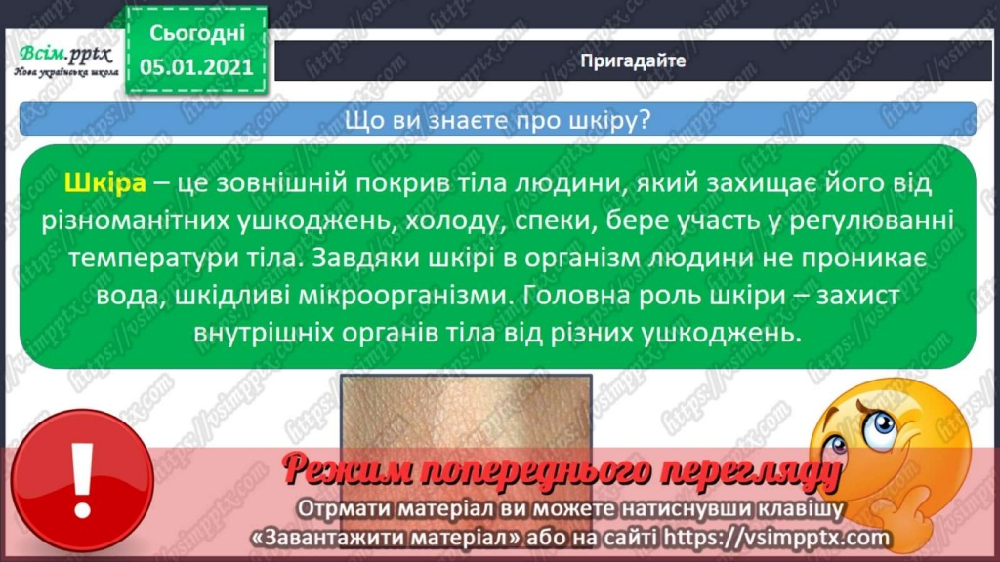 Сьогодні
05.01.2021
Всім.pptx
Нова українська школа
Пригадайте
Що ви знаєте про шкіру?
Шкіра – це зовнішній покрив тіла людини, який захищає його від
різноманітних ушкоджень, холоду, спеки, бере участь у регулюванні
температури тіла. Завдяки шкірі в організм людини не проникає
вода, шкідливі мікроорганізми. Головна роль шкіри – захист
внутрішніх органів тіла від різних ушкоджень.
!
Режим попереднього перегляду
Отрмати матеріал ви можете натиснувши клавішу
«Завантажити матеріал» або на сайті https://vsimpptx.com